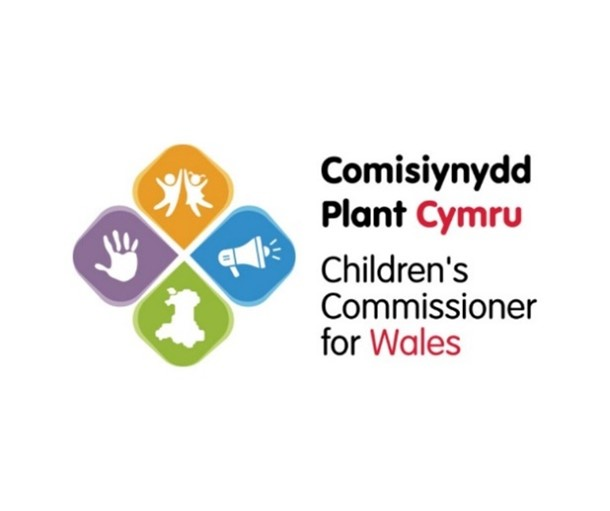 Comisiynydd
Plant Cymru
Children's
Commissioner
for Wales